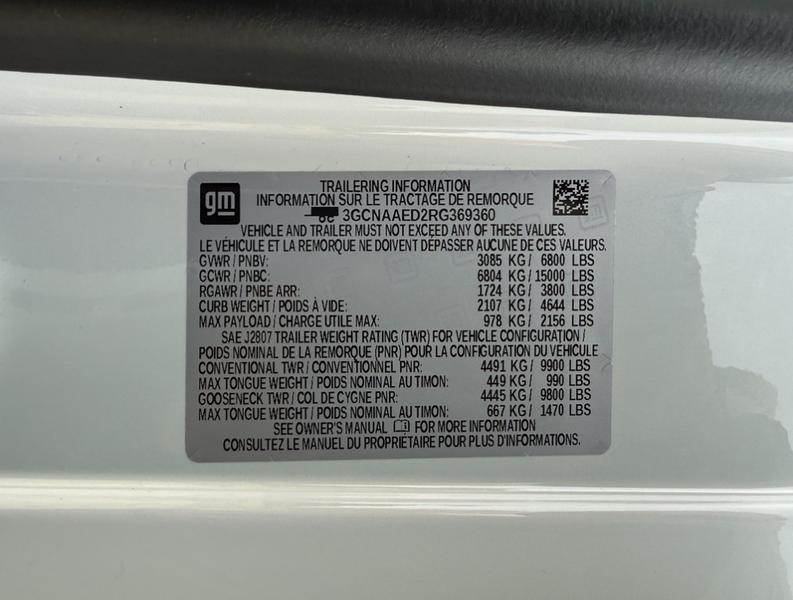 gm
TRAILERING INFORMATION
INFORMATION SUR LE TRACTAGE DE REMORQUE
3GCNAAED2RG369360
VEHICLE AND TRAILER MUST NOT EXCEED ANY OF THESE VALUES.
LE VÉHICULE ET LA REMORQUE NE DOIVENT DÉPASSER AUCUNE DE CES VALEURS.
GVWR / PNBV: 3085 KG / 6800 LBS
GCWR / PNBC: 6804 KG / 15000 LBS
RGAWR / PNBE ARR: 1724 KG / 3800 LBS
CURB WEIGHT / POIDS À VIDE: 2107 KG / 4644 LBS
MAX PAYLOAD / CHARGE UTILE MAX: 978 KG / 2156 LBS
SAE J2807 TRAILER WEIGHT RATING (TWR) FOR VEHICLE CONFIGURATION /
POIDS NOMINAL DE LA REMORQUE (PNR) POUR LA CONFIGURATION DU VÉHICULE
CONVENTIONAL TWR / CONVENTIONNEL PNR: 4491 KG / 9900 LBS
MAX TONGUE WEIGHT / POIDS NOMINAL AU TIMON: 449 KG / 990 LBS
GOOSENECK TWR / COL DE CYGNE PNR: 4445 KG / 9800 LBS
MAX TONGUE WEIGHT / POIDS NOMINAL AU TIMON: 667 KG / 1470 LBS
SEE OWNER'S MANUAL FOR MORE INFORMATION
CONSULTEZ LE MANUEL DU PROPRIÉTAIRE POUR PLUS D'INFORMATIONS.